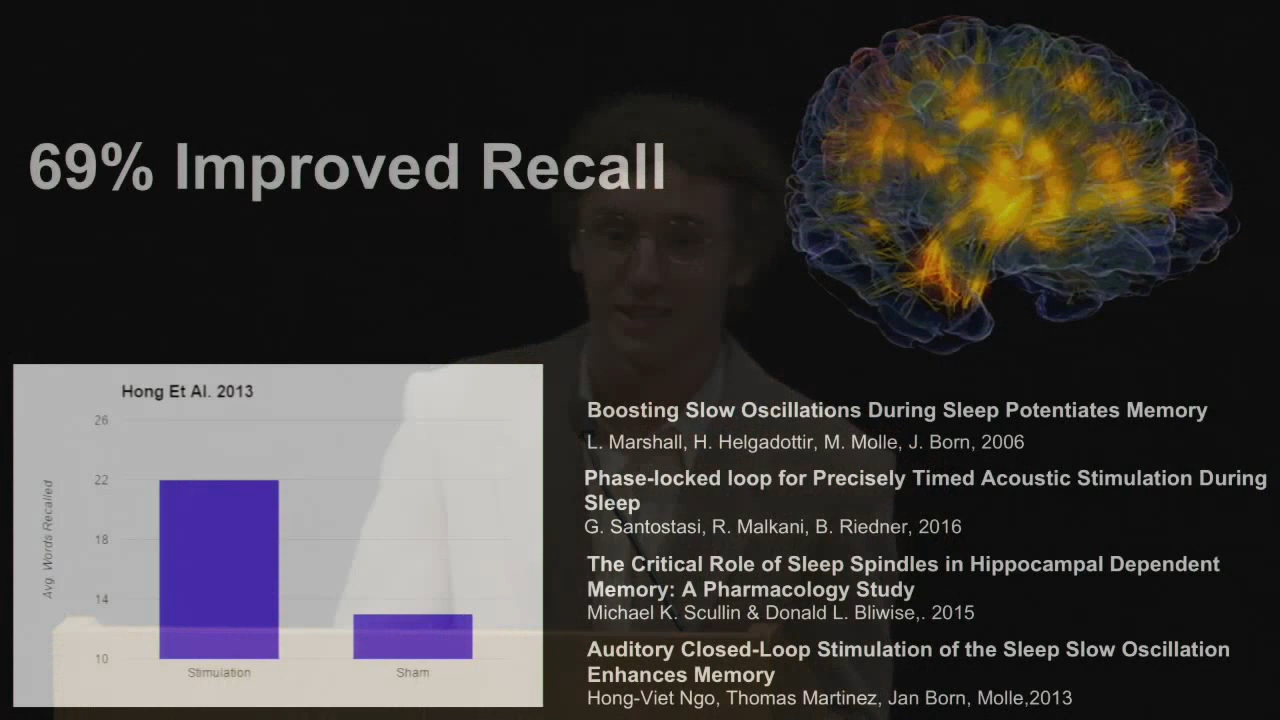 69% Improved Recall
Hong Et Al. 2013
26
22
18
14
10
Avg. Words Recalled
Stimulation
Sham
Boosting Slow Oscillations During Sleep Potentiates Memory
L. Marshall, H. Helgadottir, M. Molle, J. Born, 2006
Phase-locked loop for Precisely Timed Acoustic Stimulation During
Sleep
G. Santostasi, R. Malkani, B. Riedner, 2016
The Critical Role of Sleep Spindles in Hippocampal Dependent
Memory: A Pharmacology Study
Michael K. Scullin & Donald L. Bliwise,. 2015
Auditory Closed-Loop Stimulation of the Sleep Slow Oscillation
Enhances Memory
Hong-Viet Ngo, Thomas Martinez, Jan Born, Molle,2013